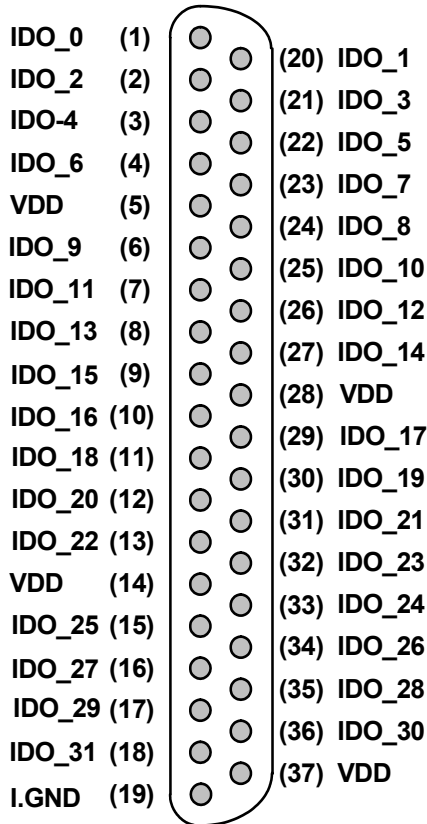 IDO_0 (1)
(20) IDO_1
IDO_2 (2)
(21) IDO_3
IDO-4 (3)
(22) IDO_5
IDO_6 (4)
(23) IDO_7
VDD (5)
(24) IDO_8
IDO_9 (6)
(25) IDO_10
IDO_11 (7)
(26) IDO_12
IDO_13 (8)
(27) IDO_14
IDO_15 (9)
(28) VDD
IDO_16 (10)
(29) IDO_17
IDO_18 (11)
(30) IDO_19
IDO_20 (12)
(31) IDO_21
IDO_22 (13)
(32) IDO_23
VDD (14)
(33) IDO_24
IDO_25 (15)
(34) IDO_26
IDO_27 (16)
(35) IDO_28
IDO_29 (17)
(36) IDO_30
IDO_31 (18)
(37) VDD
I.GND (19)